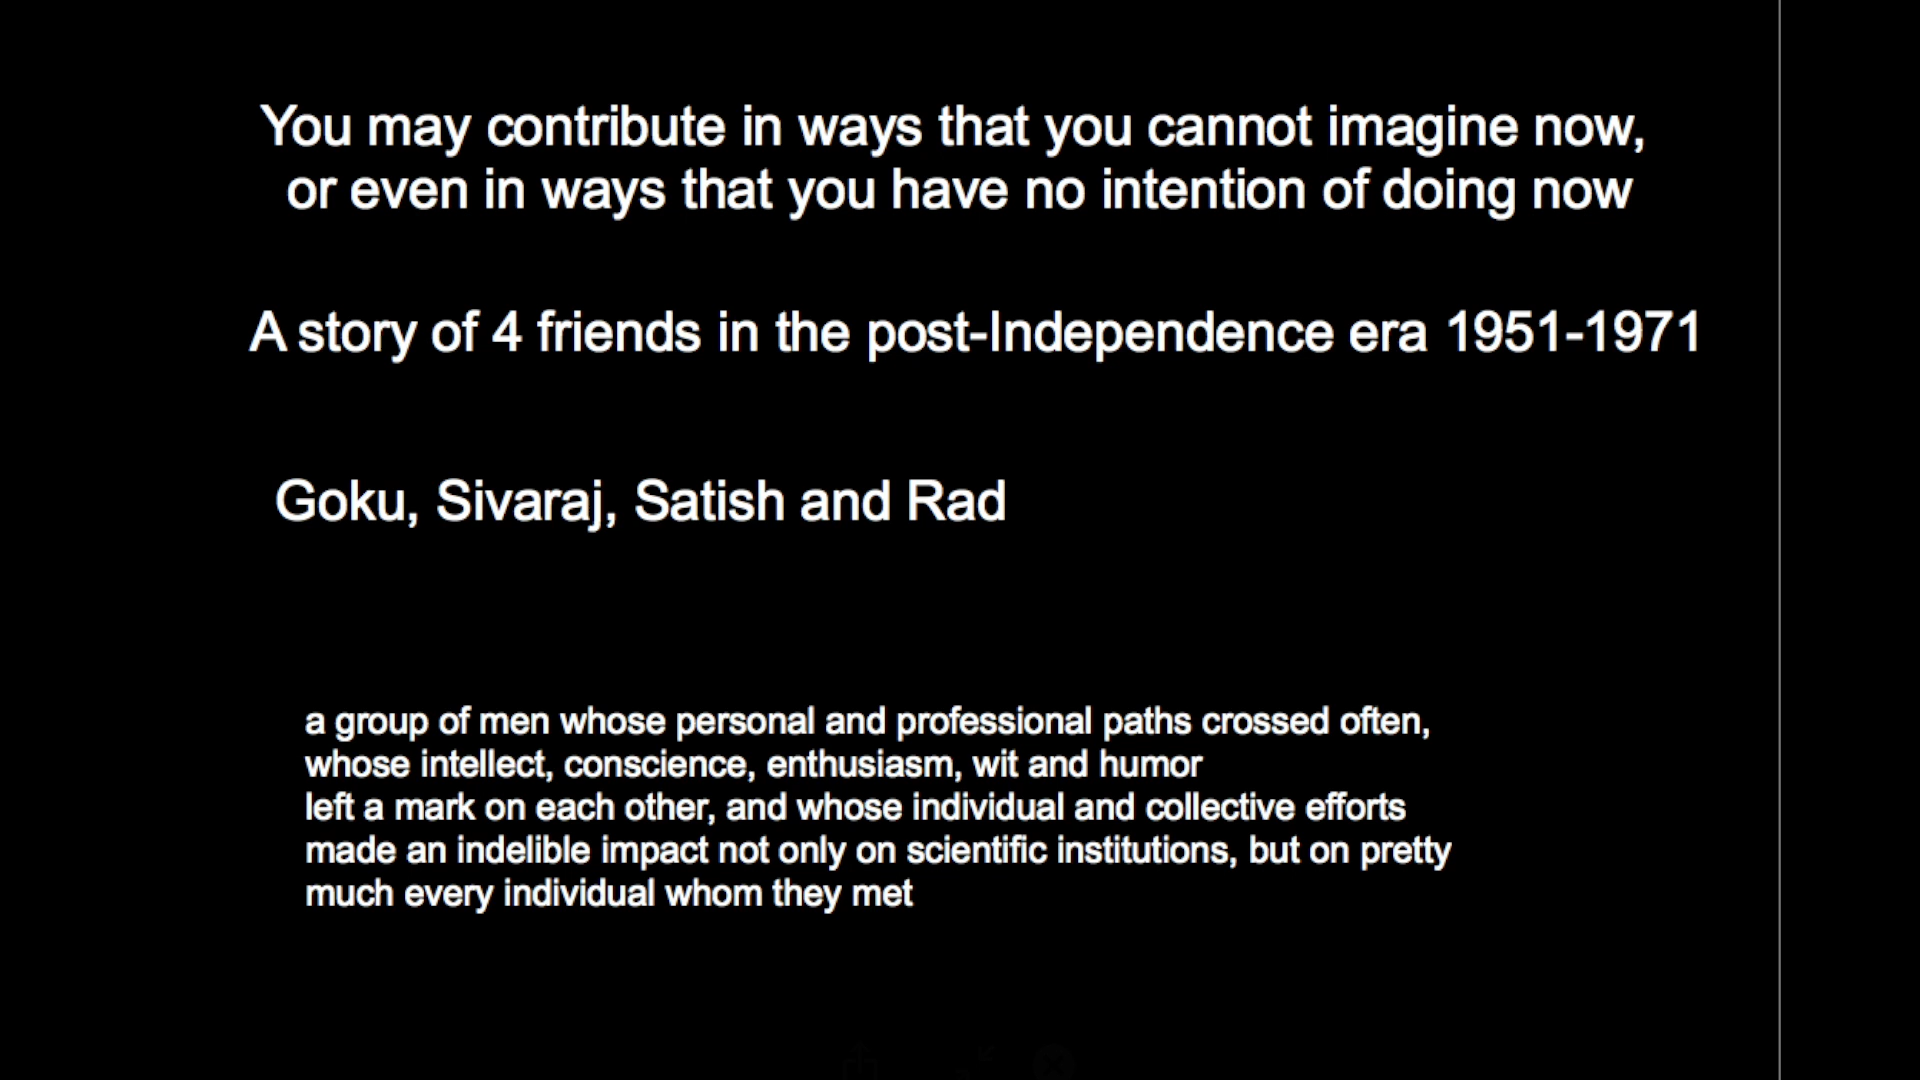 You may contribute in ways that you cannot imagine now,
or even in ways that you have no intention of doing now
A story of 4 friends in the post-Independence era 1951-1971
Goku, Sivaraj, Satish and Rad
a group of men whose personal and professional paths crossed often,
whose intellect, conscience, enthusiasm, wit and humor
left a mark on each other, and whose individual and collective efforts
made an indelible impact not only on scientific institutions, but on pretty
much every individual whom they met